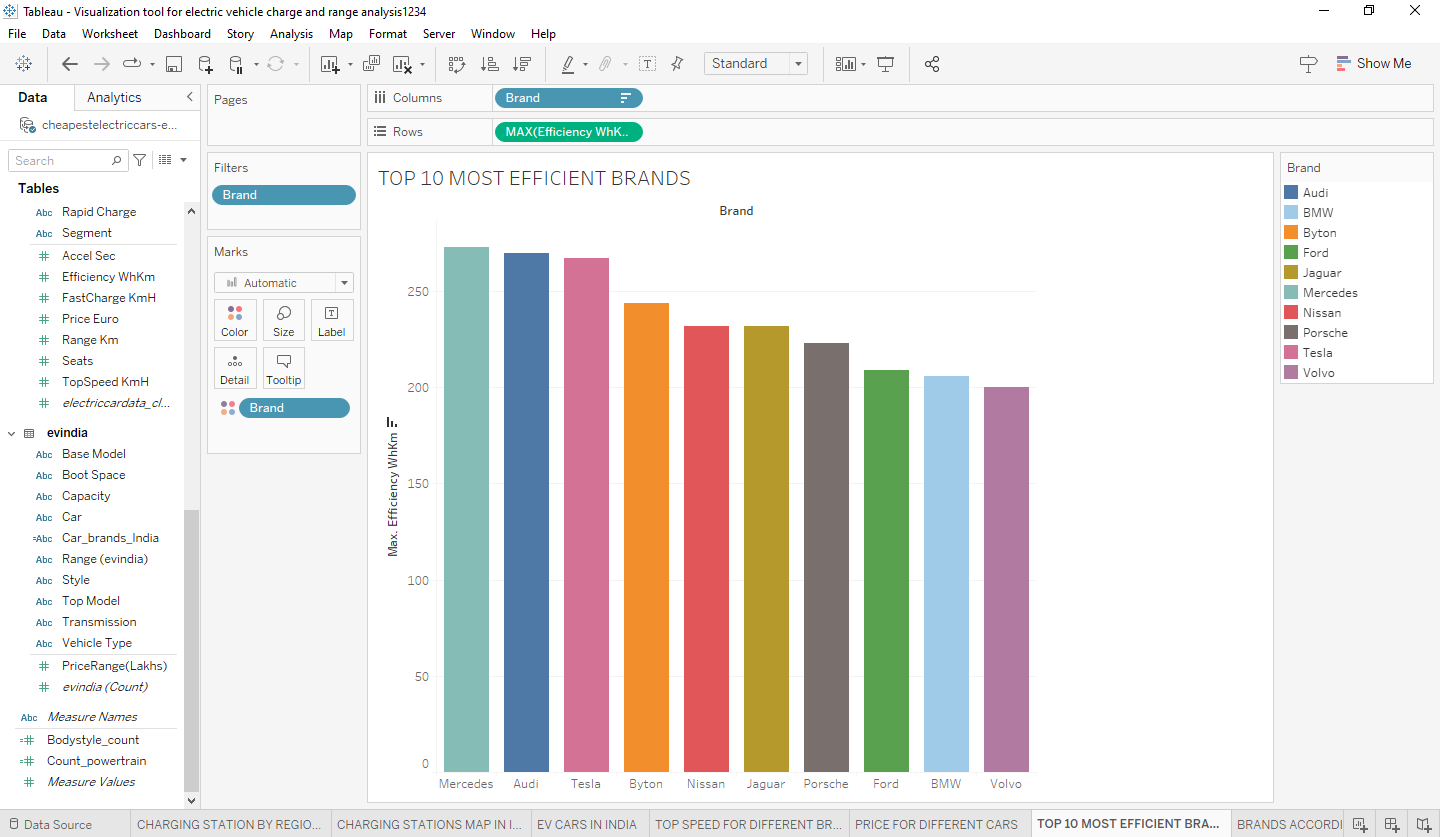 Tableau - Visualization tool for electric vehicle charge and range analysis1234
File Data Worksheet Dashboard Story Analysis Map Format Server Window Help
Standard
Show Me
Data Analytics
cheapestelectriccars-e...
Search
Tables
Abc Rapid Charge
Abc Segment
# Accel Sec
# Efficiency WhKm
# FastCharge KmH
# Price Euro
# Range Km
# Seats
# TopSpeed KmH
# electriccardata_cl...
evindia
Abc Base Model
Abc Boot Space
Abc Capacity
Abc Car
=Abc Car_brands_India
Abc Range (evindia)
Abc Style
Abc Top Model
Abc Transmission
Abc Vehicle Type
# PriceRange(Lakhs)
# evindia (Count)
Abc Measure Names
=# Bodystyle_count
=# Count_powertrain
# Measure Values
Pages
Filters
Brand
Marks
Automatic
Color Size Label
Detail Tooltip
Brand
Columns Brand
Rows MAX(Efficiency WhK..
TOP 10 MOST EFFICIENT BRANDS
Brand
Max. Efficiency WhKm
250
200
150
100
50
0
Mercedes Audi Tesla Byton Nissan Jaguar Porsche Ford BMW Volvo
Brand
Audi
BMW
Byton
Ford
Jaguar
Mercedes
Nissan
Porsche
Tesla
Volvo
Data Source CHARGING STATION BY REGIO... CHARGING STATIONS MAP IN I... EV CARS IN INDIA TOP SPEED FOR DIFFERENT BR... PRICE FOR DIFFERENT CARS TOP 10 MOST EFFICIENT BRA... BRANDS ACCORDI